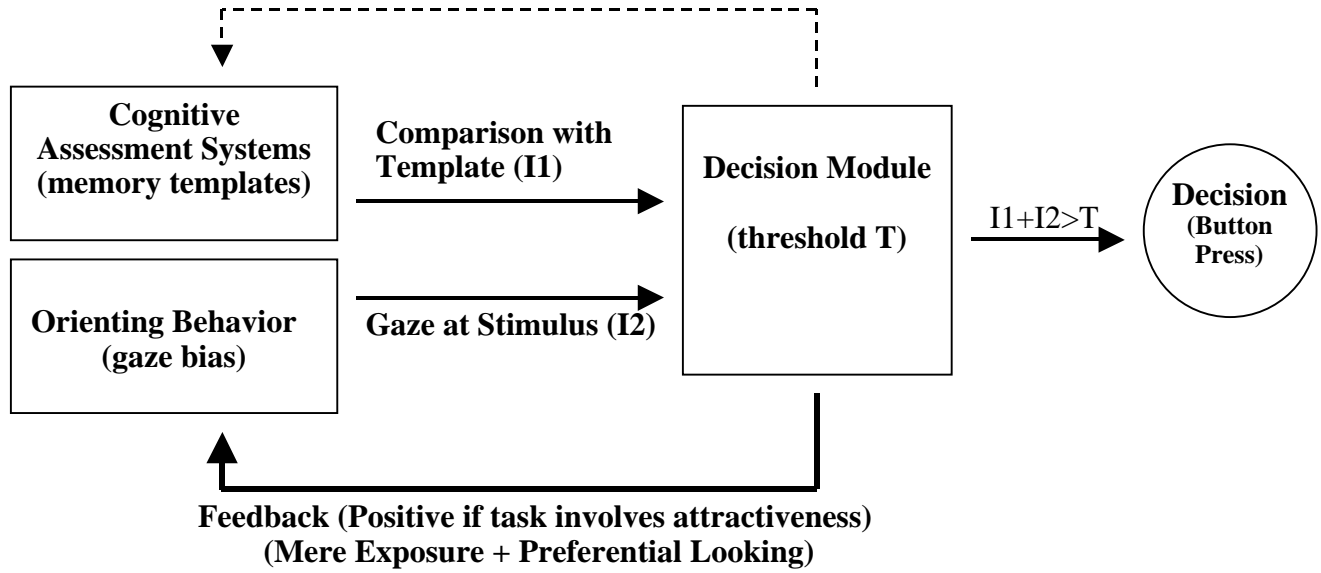 Cognitive
Assessment Systems
(memory templates)
Comparison with
Template (I1)
Decision Module
(threshold T)
I1+I2>T
Decision
(Button
Press)
Orienting Behavior
(gaze bias)
Gaze at Stimulus (I2)
Feedback (Positive if task involves attractiveness)
(Mere Exposure + Preferential Looking)